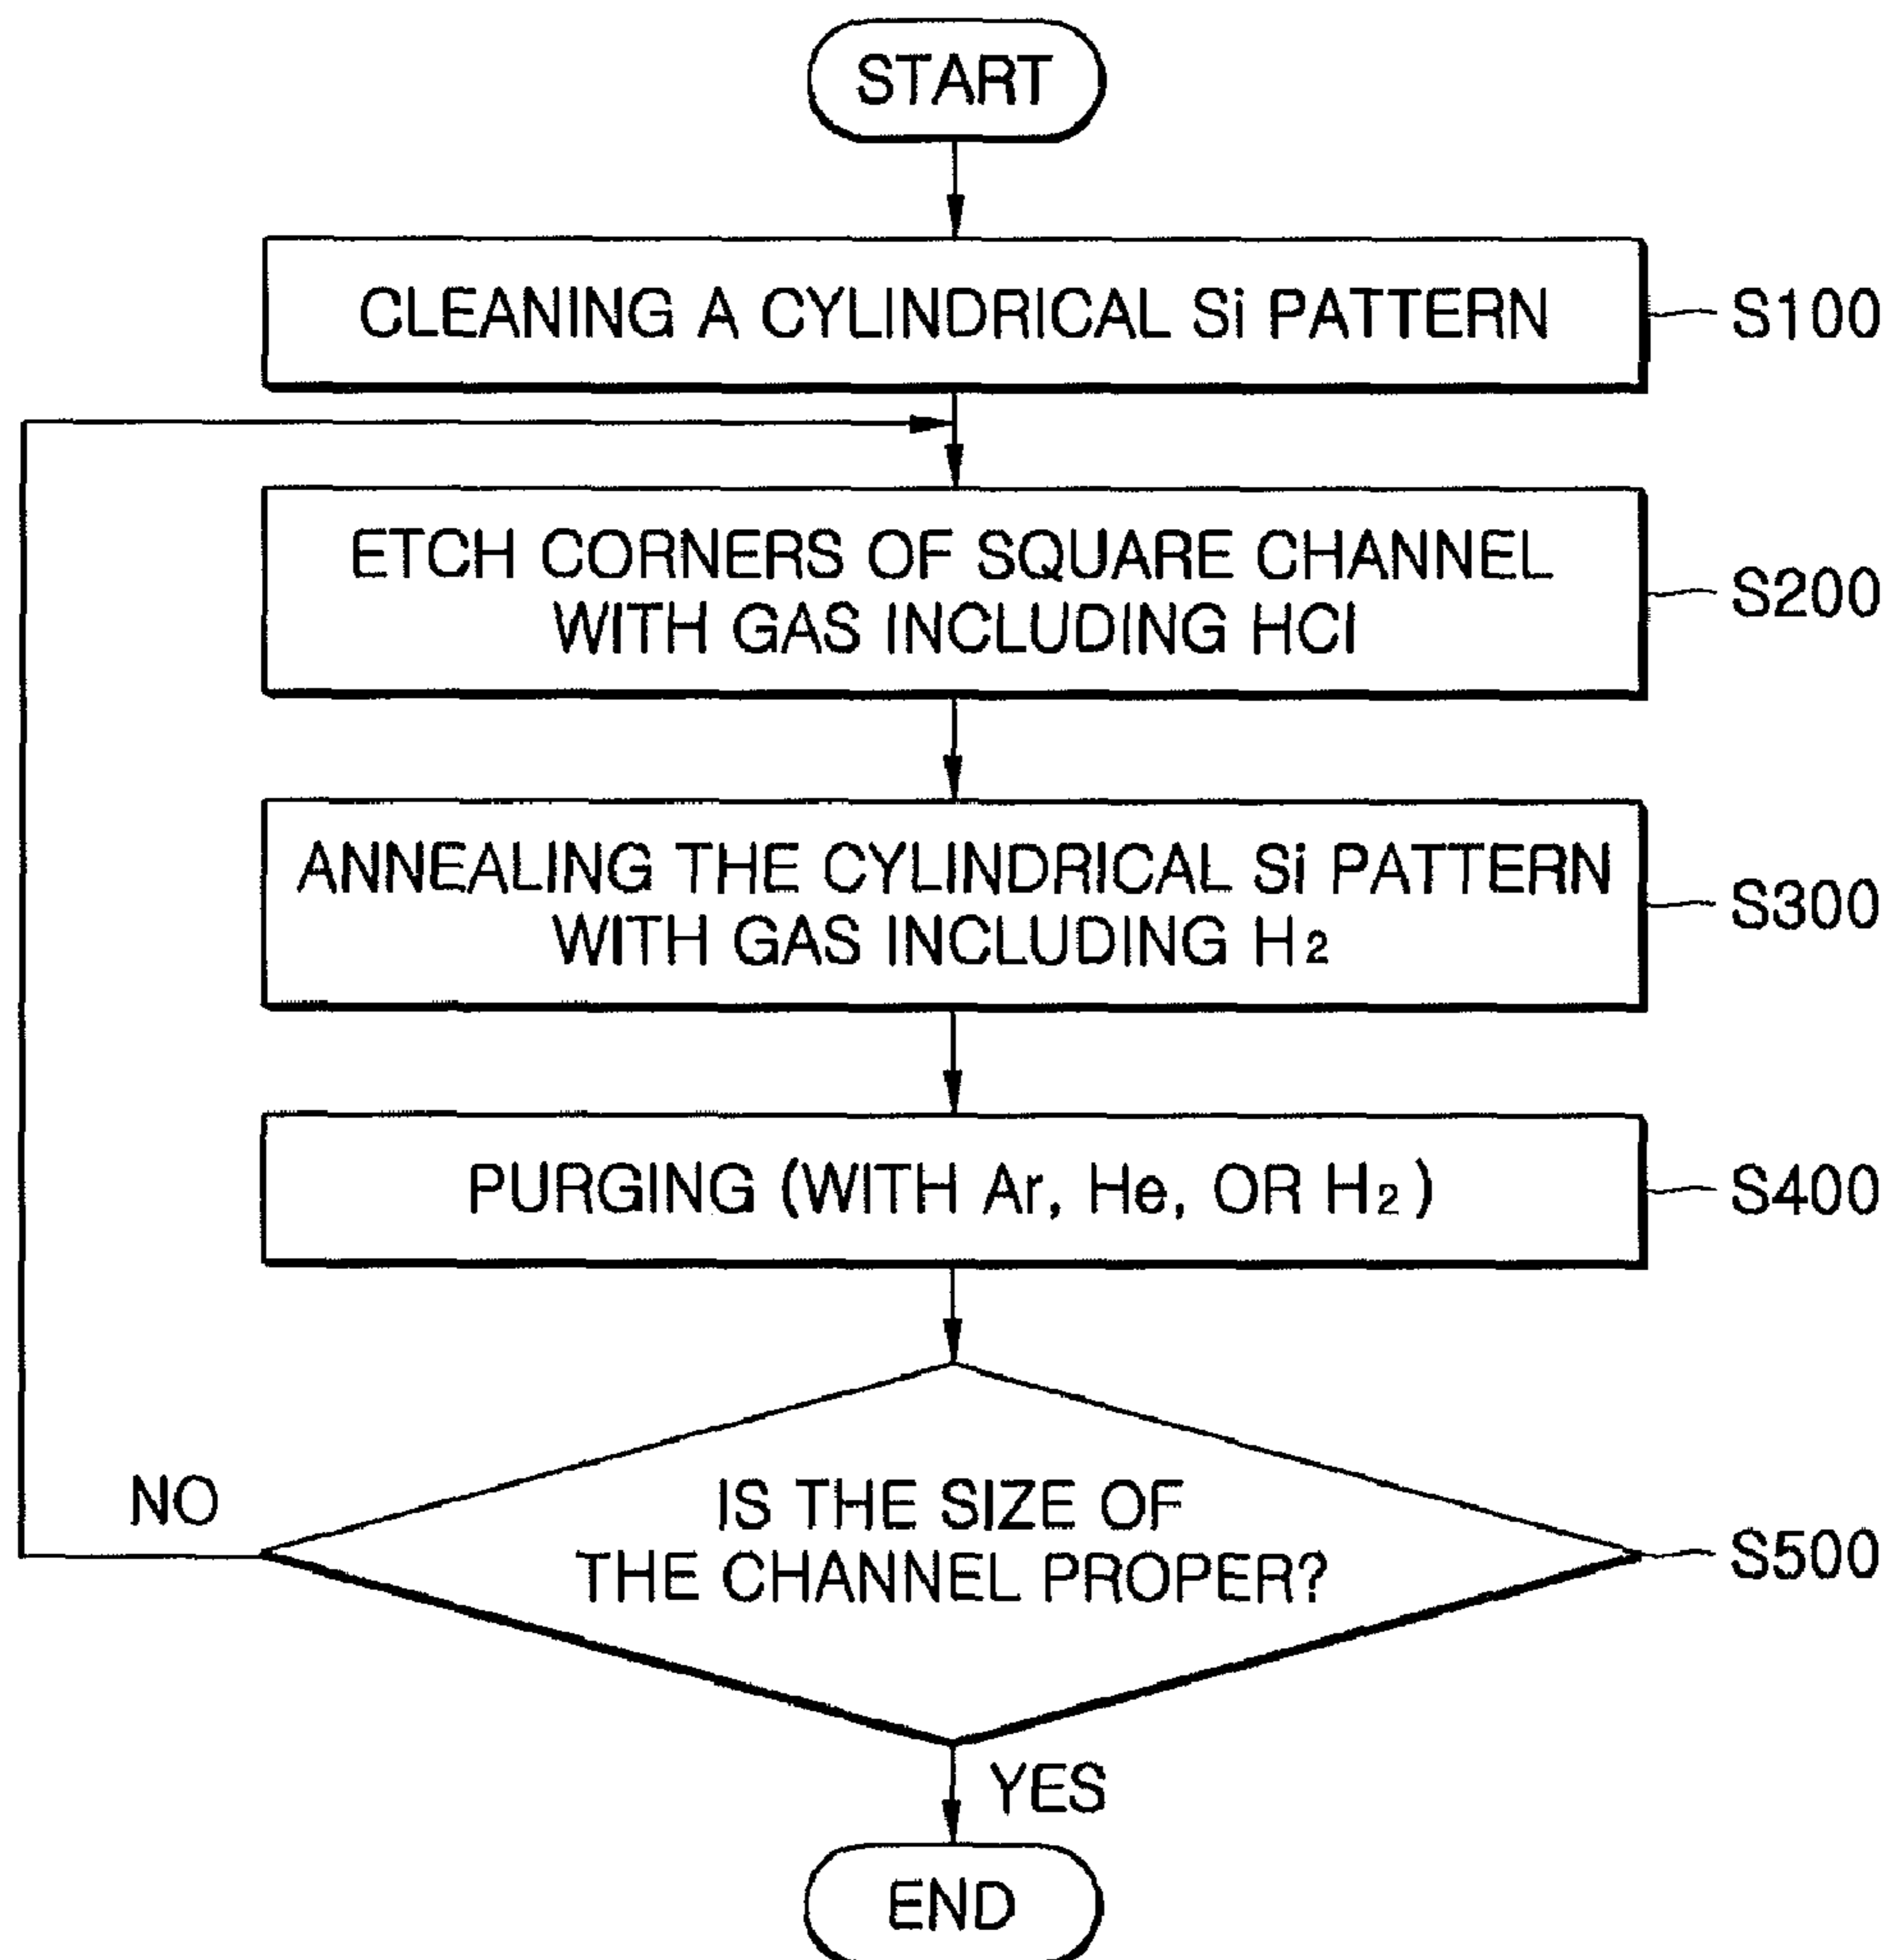 START
CLEANING A CYLINDRICAL Si PATTERN
S100
ETCH CORNERS OF SQUARE CHANNEL
WITH GAS INCLUDING HCl
S200
ANNEALING THE CYLINDRICAL Si PATTERN
WITH GAS INCLUDING H2
S300
PURGING (WITH Ar, He, OR H2)
S400
IS THE SIZE OF
THE CHANNEL PROPER?
S500
NO
YES
END